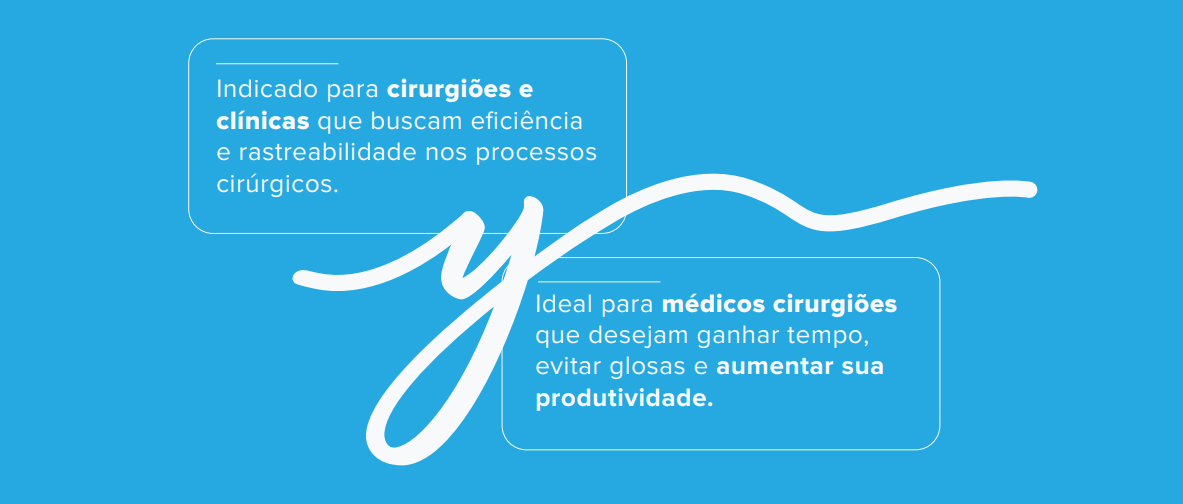 Indicado para cirurgiões e
clínicas que buscam eficiência
e rastreabilidade nos processos
cirúrgicos.
y
Ideal para médicos cirurgiões
que desejam ganhar tempo,
evitar glosas e aumentar sua
produtividade.